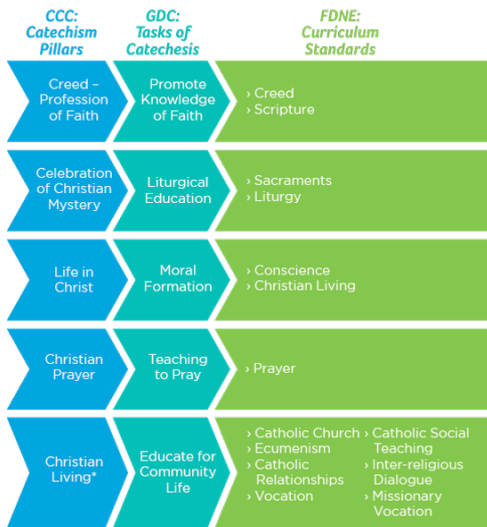 CCC:
Catechism
Pillars
GDC:
Tasks of
Catechesis
FDNE:
Curriculum
Standards
Creed –
Profession
of Faith
Promote
Knowledge
of Faith
› Creed
› Scripture
Celebration
of Christian
Mystery
Liturgical
Education
› Sacraments
› Liturgy
Life in
Christ
Moral
Formation
› Conscience
› Christian Living
Christian
Prayer
Teaching
to Pray
› Prayer
Christian
Living*
Educate for
Community
Life
› Catholic Church
› Ecumenism
› Catholic
Relationships
› Vocation
› Catholic Social
Teaching
› Inter-religious
Dialogue
› Missionary
Vocation